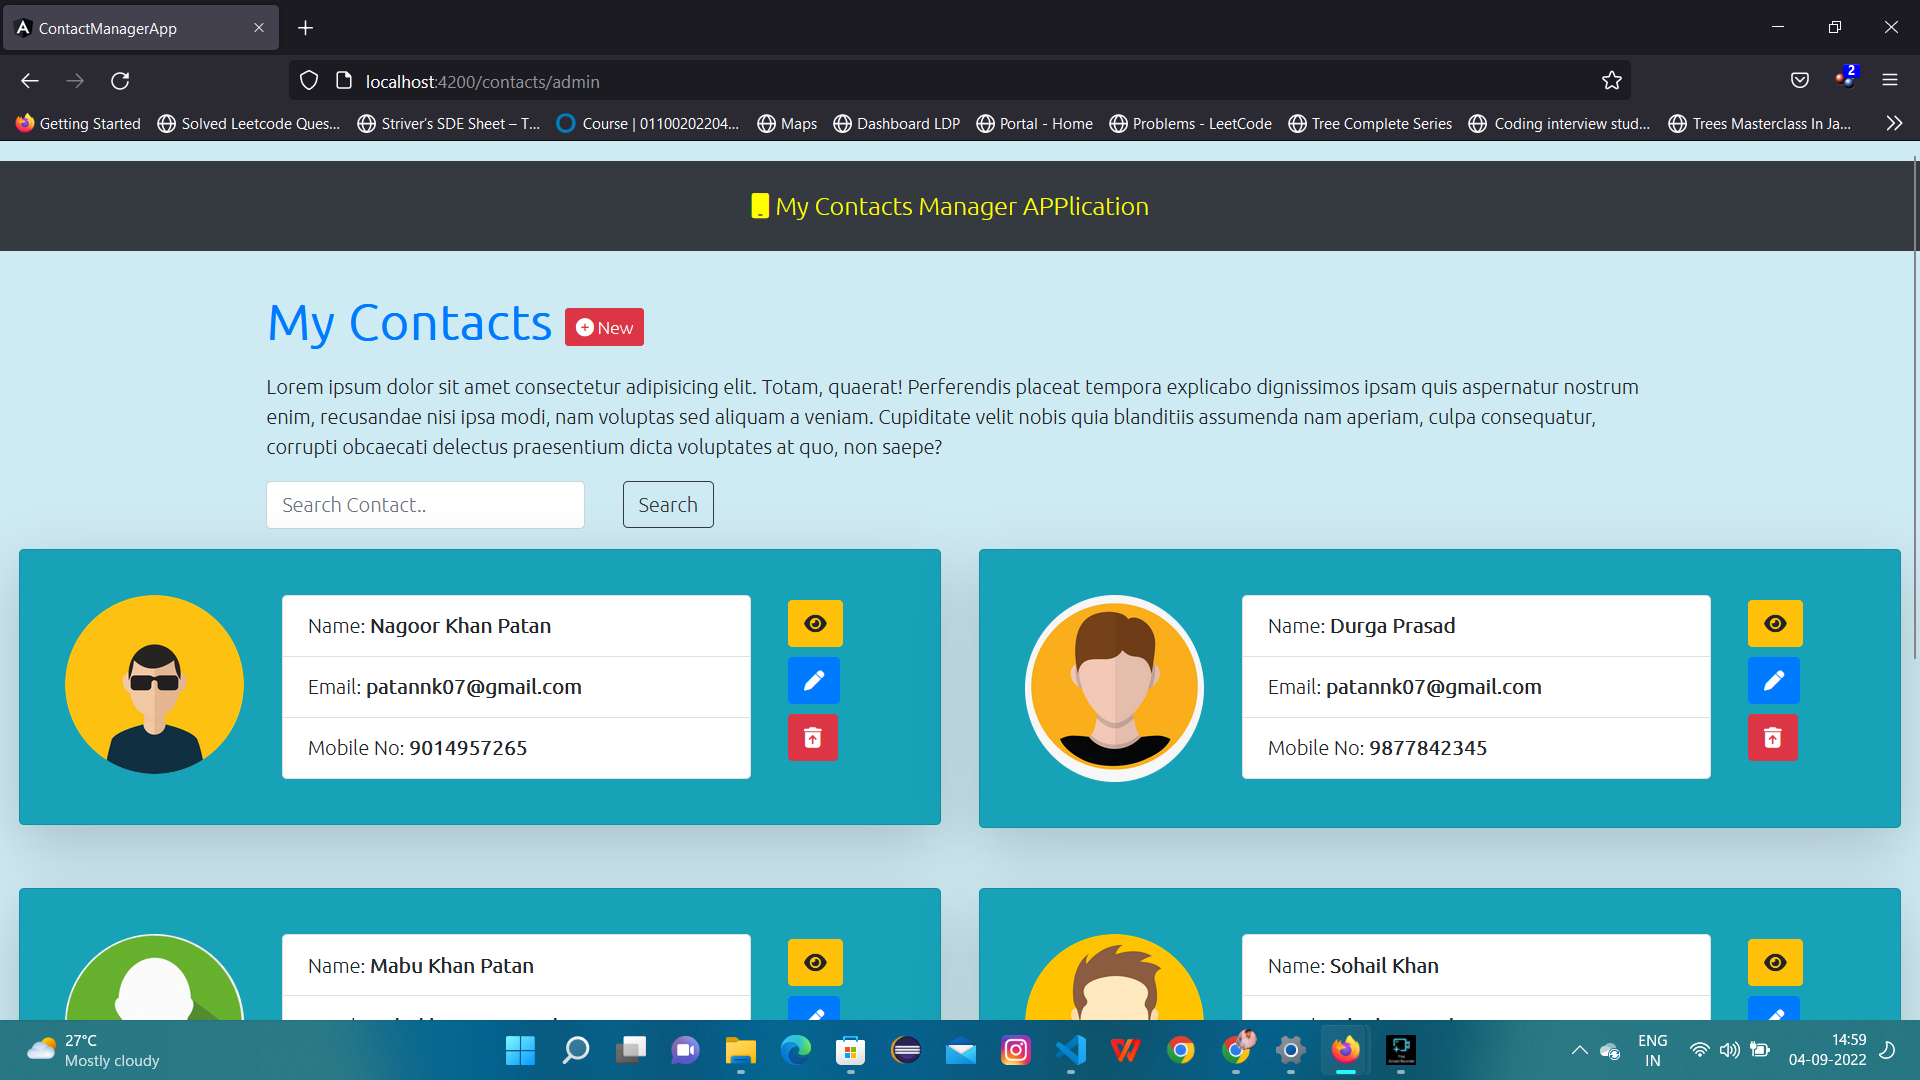 ContactManagerApp
localhost:4200/contacts/admin
2
Getting Started
Solved Leetcode Ques...
Striver's SDE Sheet – T...
Course | 01100202204...
Maps
Dashboard LDP
Portal - Home
Problems - LeetCode
Tree Complete Series
Coding interview stud...
Trees Masterclass In Ja...
My Contacts Manager APPlication
My Contacts
New
Lorem ipsum dolor sit amet consectetur adipisicing elit. Totam, quaerat! Perferendis placeat tempora explicabo dignissimos ipsam quis aspernatur nostrum
enim, recusandae nisi ipsa modi, nam voluptas sed aliquam a veniam. Cupiditate velit nobis quia blanditiis assumenda nam aperiam, culpa consequatur,
corrupti obcaecati delectus praesentium dicta voluptates at quo, non saepe?
Search Contact..
Search
Name: Nagoor Khan Patan
Email: patannk07@gmail.com
Mobile No: 9014957265
Name: Durga Prasad
Email: patannk07@gmail.com
Mobile No: 9877842345
Name: Mabu Khan Patan
Name: Sohail Khan
27°C
Mostly cloudy
ENG
IN
14:59
04-09-2022